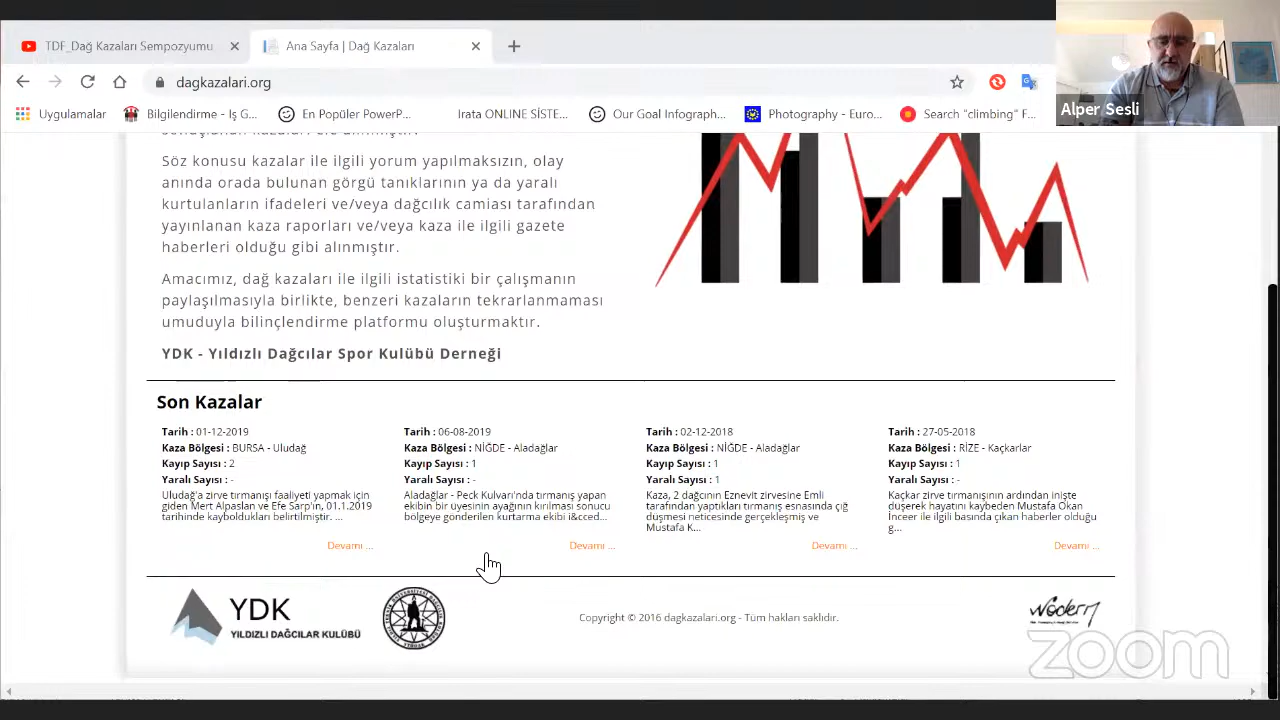 TDF_Dağ Kazaları Sempozyumu
Ana Sayfa | Dağ Kazaları
dagkazalari.org
Alper Sesli
Uygulamalar
Bilgilendirme - Iş G...
En Popüler PowerP...
Irata ONLINE SİSTE...
Our Goal Infograph...
Photography - Euro...
Search "climbing" F...
Söz konusu kazalar ile ilgili yorum yapılmaksızın, olay
anında orada bulunan görgü tanıklarının ya da yaralı
kurtulanların ifadeleri ve/veya dağcılık camiası tarafından
yayınlanan kaza raporları ve/veya kaza ile ilgili gazete
haberleri olduğu gibi alınmıştır.
Amacımız, dağ kazaları ile ilgili istatistiki bir çalışmanın
paylaşılmasıyla birlikte, benzeri kazaların tekrarlanmaması
umuduyla bilinçlendirme platformu oluşturmaktır.
YDK - Yıldızlı Dağcılar Spor Kulübü Derneği
Son Kazalar
Tarih : 01-12-2019
Kaza Bölgesi : BURSA - Uludağ
Kayıp Sayısı : 2
Yaralı Sayısı : -
Uludağ'a zirve tırmanışı faaliyeti yapmak için
giden Mert Alpaslan ve Efe Sarp'ın, 01.1.2019
tarihinde kayboldukları belirtilmiştir. ...
Devamı ...
Tarih : 06-08-2019
Kaza Bölgesi : NİĞDE - Aladağlar
Kayıp Sayısı : 1
Yaralı Sayısı : -
Aladağlar - Peck Kulvarı'nda tırmanış yapan
ekibin bir üyesinin ayağının kırılması sonucu
bölgeye gönderilen kurtarma ekibi i&cced...
Devamı ...
Tarih : 02-12-2018
Kaza Bölgesi : NİĞDE - Aladağlar
Kayıp Sayısı : 1
Yaralı Sayısı : 1
Kaza, 2 dağcının Eznevit zirvesine Emli
tarafından yaptıkları tırmanış esnasında çığ
düşmesi neticesinde gerçekleşmiş ve
Mustafa K...
Devamı ...
Tarih : 27-05-2018
Kaza Bölgesi : RİZE - Kaçkarlar
Kayıp Sayısı : 1
Yaralı Sayısı : -
Kaçkar zirve tırmanışının ardından inişte
düşerek hayatını kaybeden Mustafa Okan
İnceer ile ilgili basında çıkan haberler olduğu
g...
Devamı ...
YDK
YILDIZLI DAĞCILAR KULÜBÜ
Copyright © 2016 dagkazalari.org - Tüm hakları saklıdır.
zoom